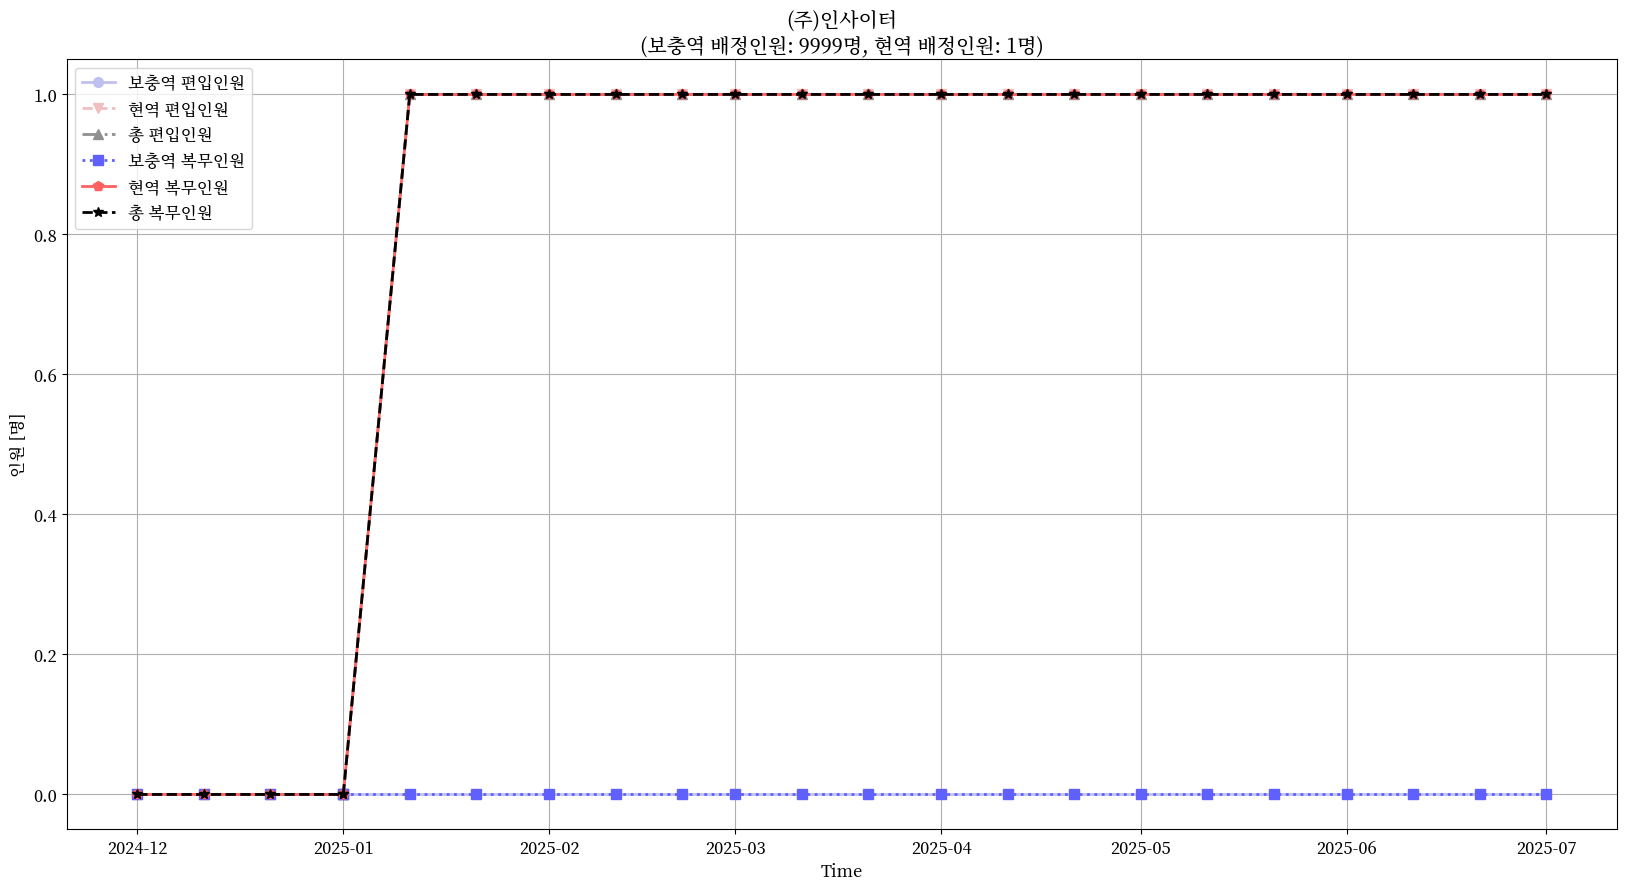 (주)인사이터
(보충역 배정인원: 9999명, 현역 배정인원: 1명)
보충역 편입인원
현역 편입인원
총 편입인원
보충역 복무인원
현역 복무인원
총 복무인원
1.0
0.8
0.6
0.4
0.2
0.0
인원 [명]
2024-12
2025-01
2025-02
2025-03
2025-04
2025-05
2025-06
2025-07
Time